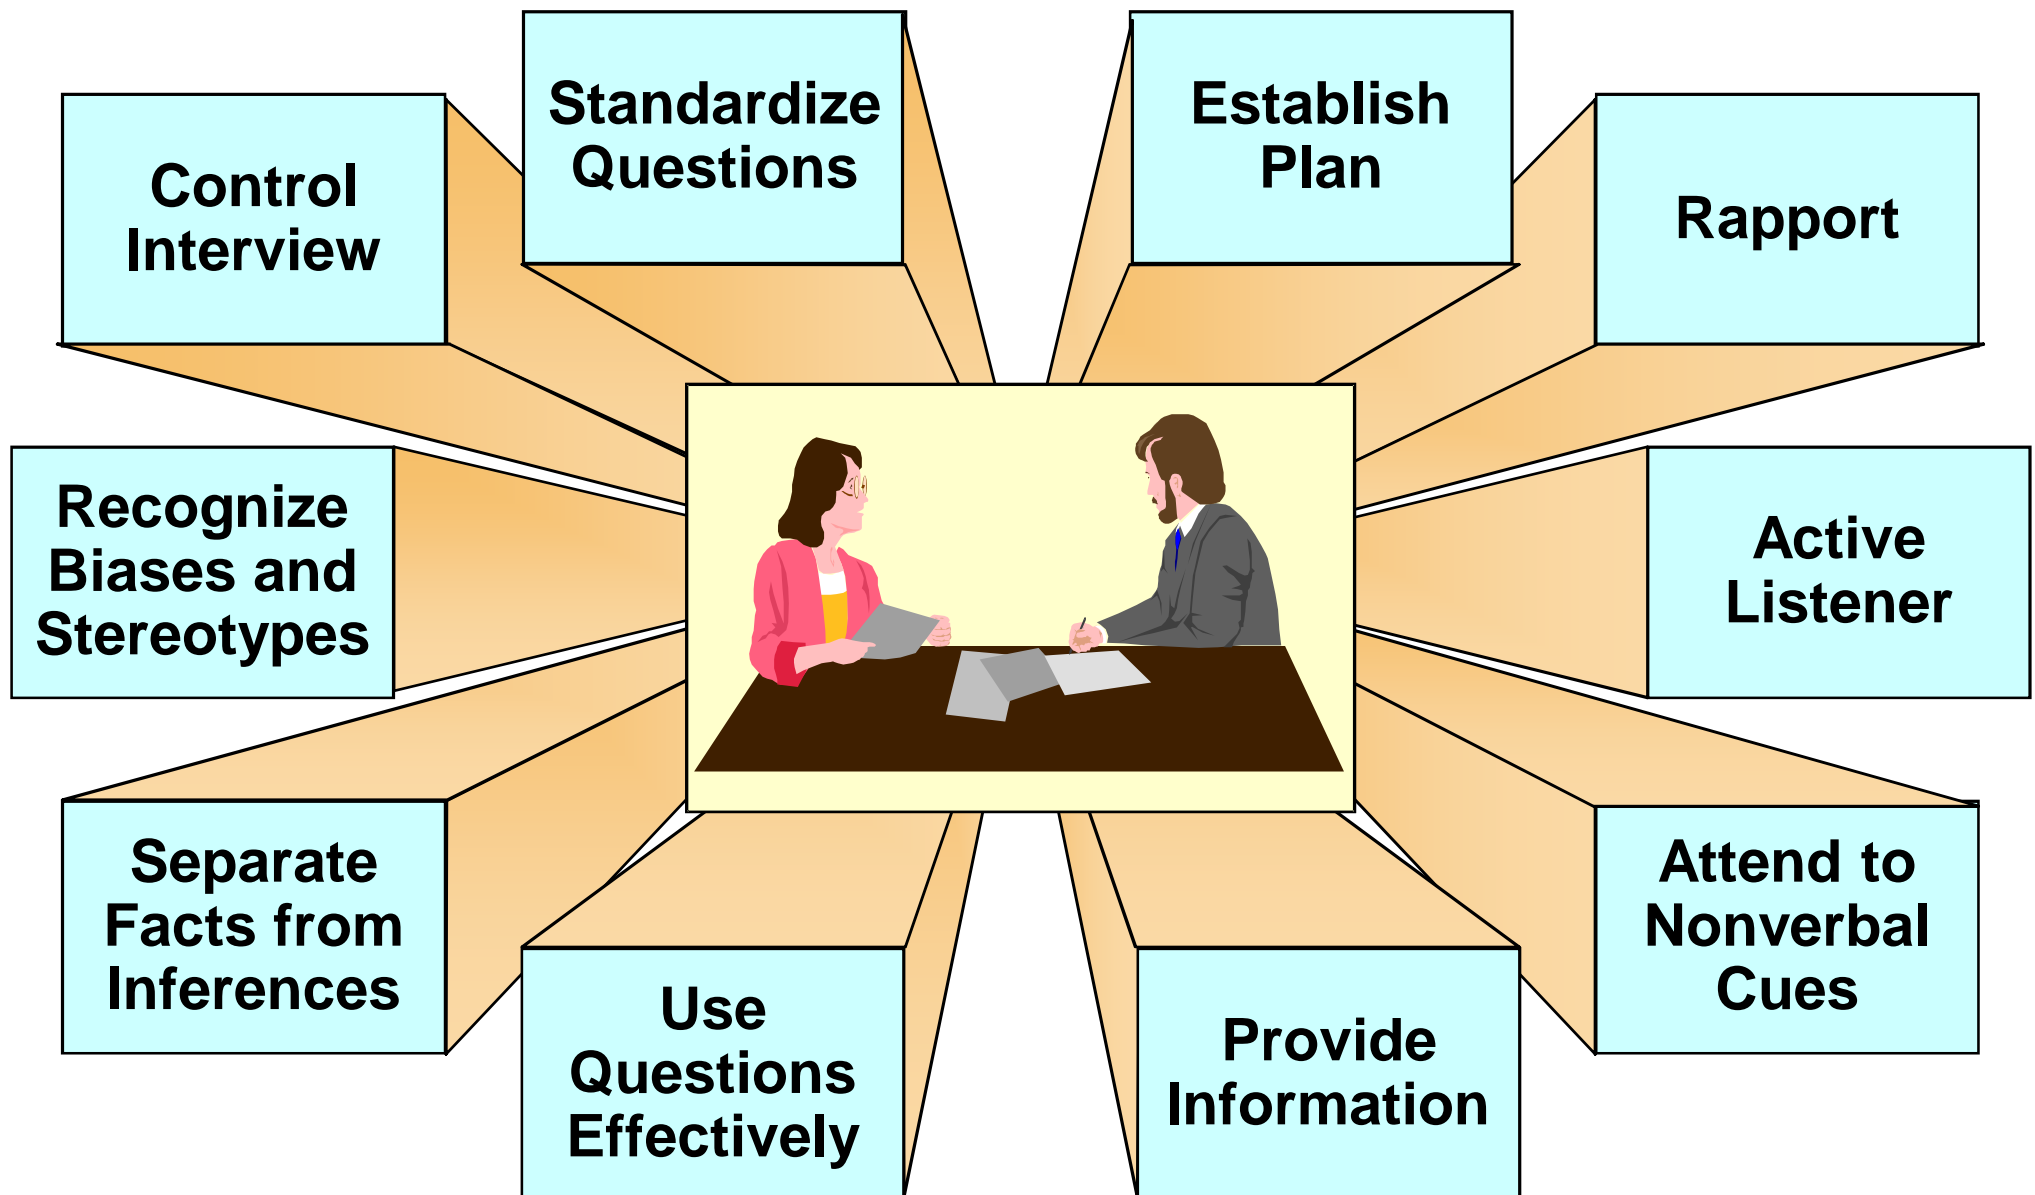 Standardize
Questions
Establish
Plan
Control
Interview
Rapport
Recognize
Biases and
Stereotypes
Active
Listener
Separate
Facts from
Inferences
Attend to
Nonverbal
Cues
Use
Questions
Effectively
Provide
Information